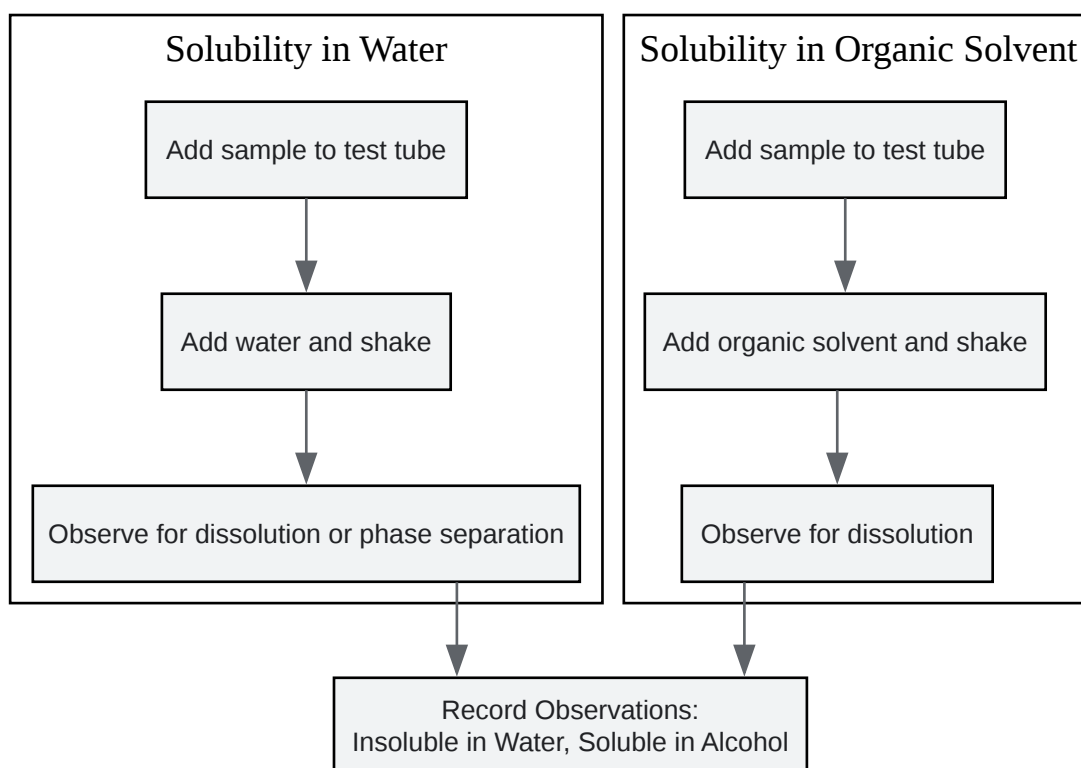 Solubility in Water
Add sample to test tube
Add water and shake
Observe for dissolution or phase separation
Solubility in Organic Solvent
Add sample to test tube
Add organic solvent and shake
Observe for dissolution
Record Observations:
Insoluble in Water, Soluble in Alcohol